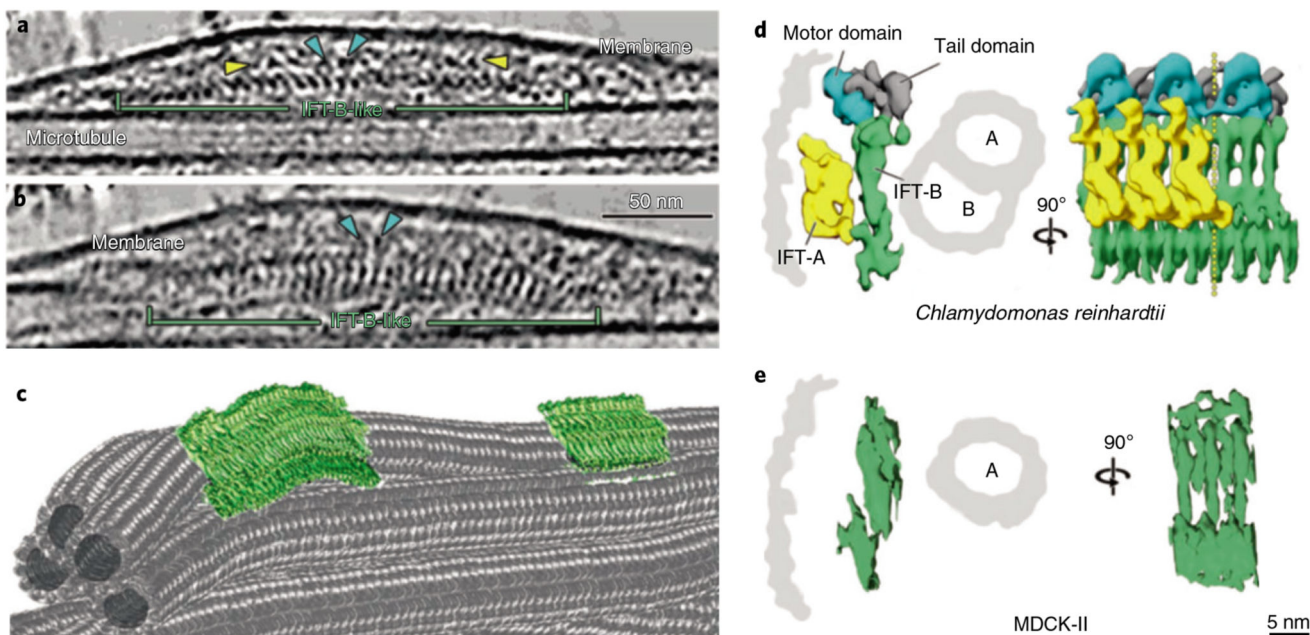 a
Membrane
IFT-B-like
Microtubule
b
50 nm
Membrane
IFT-B-like
c
d
Motor domain
Tail domain
A
IFT-B
B
90°
IFT-A
Chlamydomonas reinhardtii
e
90°
A
MDCK-II
5 nm